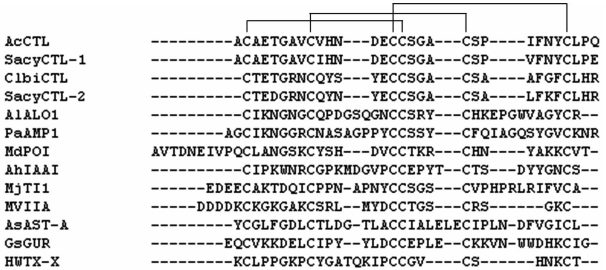 AcCTL ----------ACAETGAVCVHN---DECCSGA---CSP----IFNYCLPQ
SacyCTL-1 ----------ACAETGAVCIHN---DECCSGA---CSP----VFNYCLPE
ClbiCTL -----------CTETGRNCQYS---YECCSGA---CSA----AFGFCLHR
SacyCTL-2 -----------CTEDGRNCQYN---YECCSGA---CSA----LFKFCLHR
AlALO1 -----------CIKNGNGCQPDGSQGNCCSRY---CHKEPGWVAGYCR--
PaAMP1 ---------AGCIKNGGRCNASAGPPYCCSSY---CFQIAGQSYGVCKNR
MdPOI AVTDNEIVPQCLANGSKCYSH---DVCCTKR---CHN----YAKKCVT-
AhIAAI -----------CIPKWNRCGPKMDGVPCCEPYT--CTS---DYYGNCS--
MjTI1 ------EDEECAKTDQICPPN-APNYCCSGS---CVPHPRLRIFVCA--
MVIIA -----DDDDKCKGKGAKCSRL---MYDCCTGS---CRS------GKC---
AsAST-A ---------YCGLFGDLCTLDG-TLACCIALELECIPLN-DFVGICL--
GsGUR --------EQCVKKDELCIPY---YLDCCEPLE--CKKVN-WWDHKCIG-
HWTX-X ---------KCLPPGKPCYGATQKIPCCGV-----CS-----HNKCT--